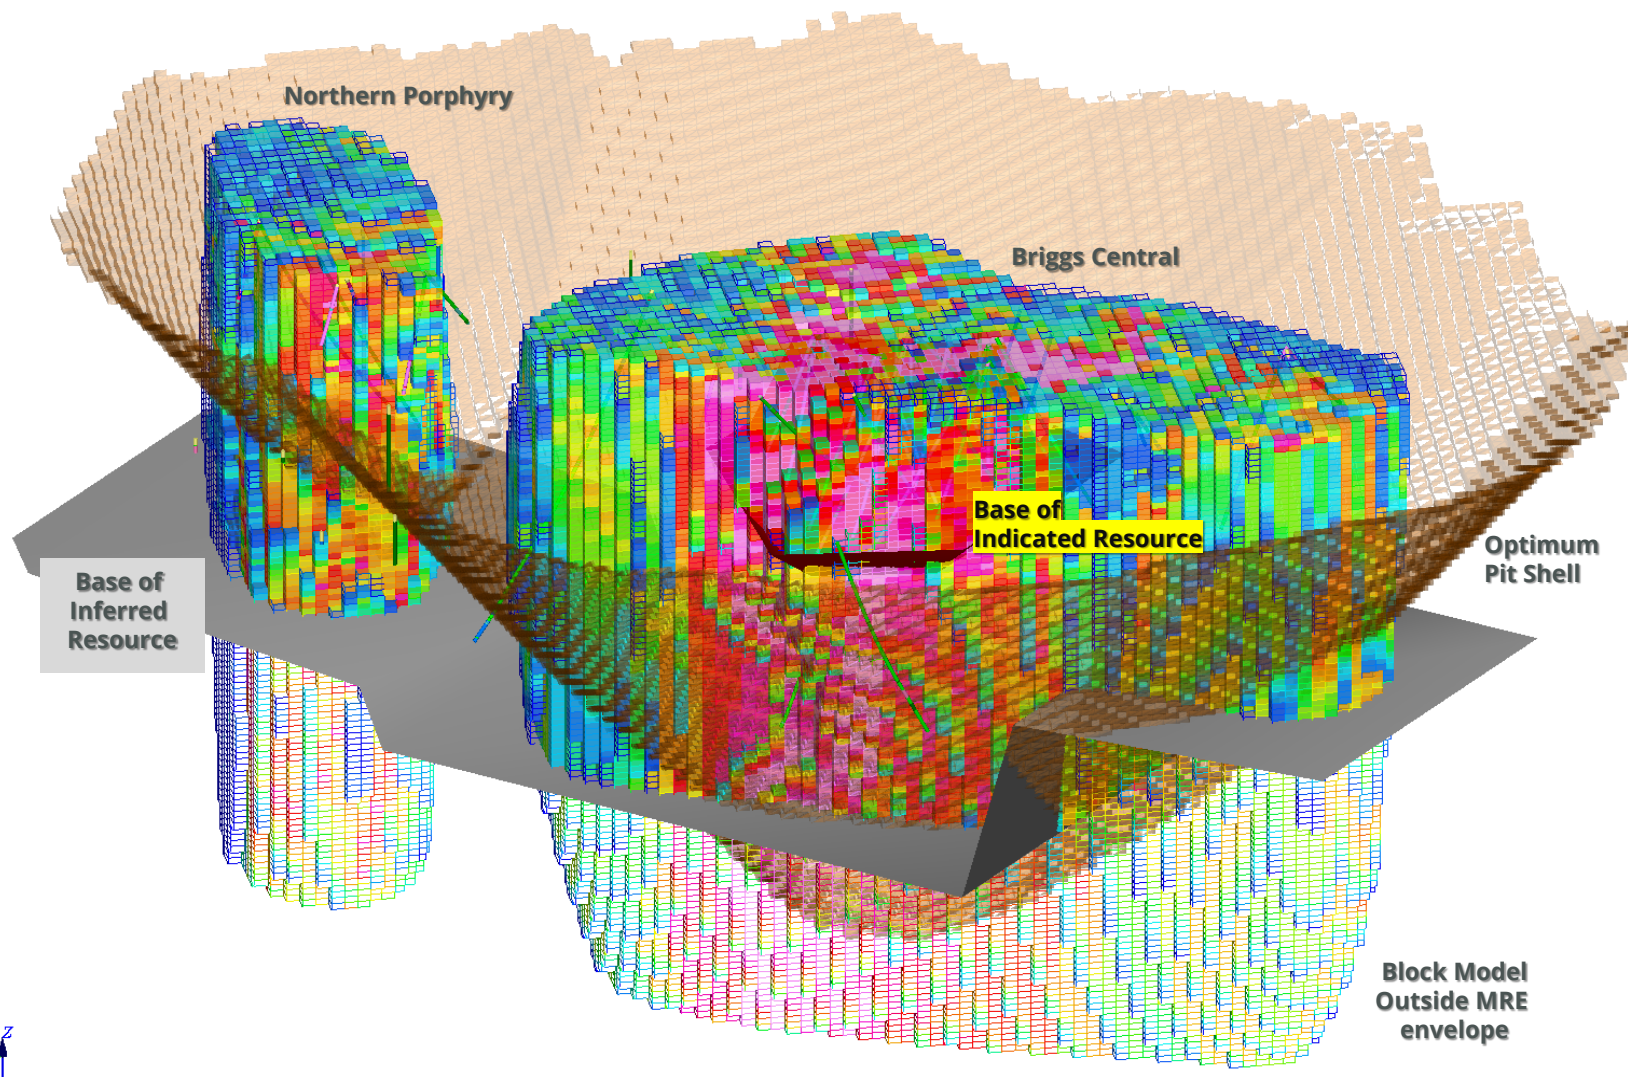 Northern Porphyry
Briggs Central
Base of
Indicated Resource
Optimum
Pit Shell
Base of
Inferred
Resource
Block Model
Outside MRE
envelope
Z